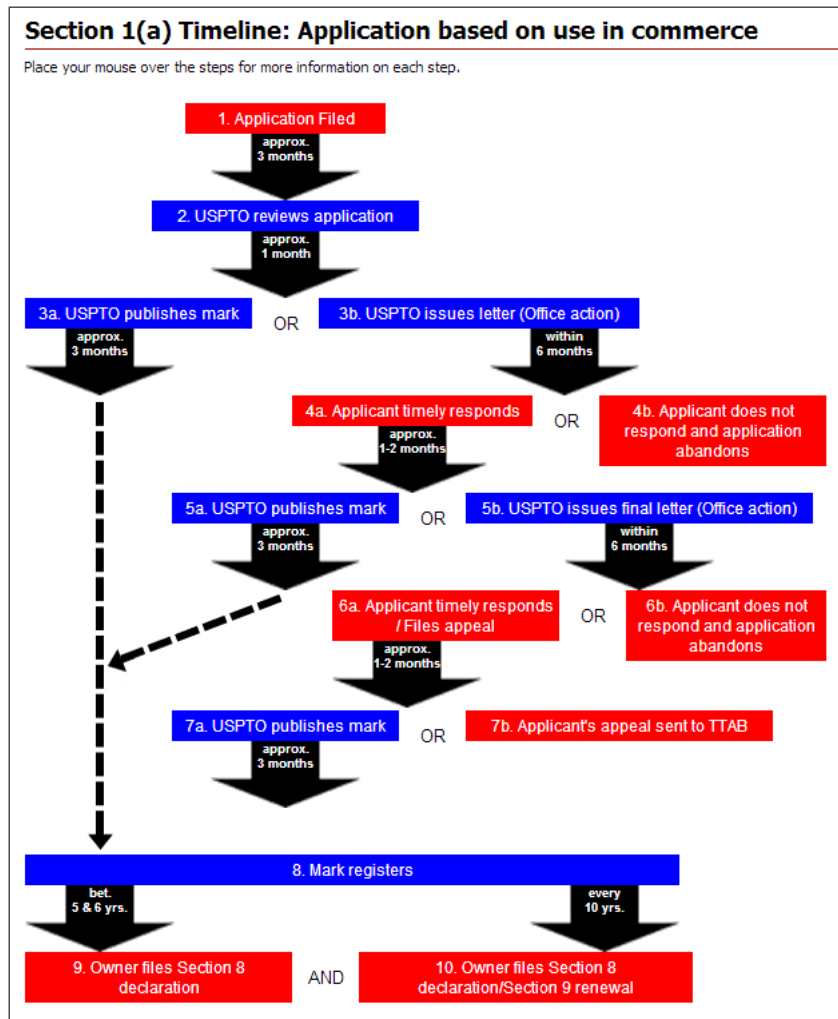 Section 1(a) Timeline: Application based on use in commerce
Place your mouse over the steps for more information on each step.
1. Application Filed
approx.
3 months
2. USPTO reviews application
approx.
1 month
3a. USPTO publishes mark
OR
3b. USPTO issues letter (Office action)
approx.
3 months
within
6 months
4a. Applicant timely responds
OR
4b. Applicant does not
respond and application
abandons
approx.
1-2 months
5a. USPTO publishes mark
OR
5b. USPTO issues final letter (Office action)
approx.
3 months
within
6 months
6a. Applicant timely responds
/ Files appeal
OR
6b. Applicant does not
respond and application
abandons
approx.
1-2 months
7a. USPTO publishes mark
OR
7b. Applicant's appeal sent to TTAB
approx.
3 months
8. Mark registers
bet.
5 & 6 yrs.
every
10 yrs.
9. Owner files Section 8
declaration
AND
10. Owner files Section 8
declaration/Section 9 renewal